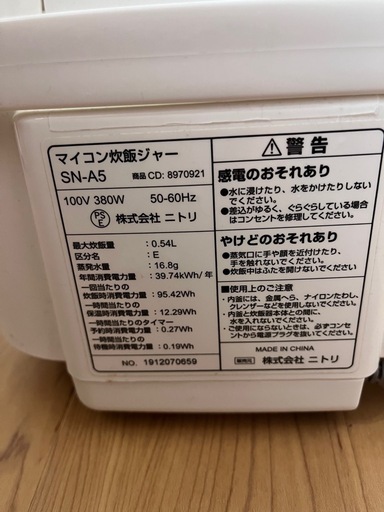 マイコン炊飯ジャー
SN-A5 商品CD: 8970921
100V 380W 50-60Hz
PSE 株式会社 ニトリ
最大炊飯量 : 0.54L
区分名 : E
蒸発水量 : 16.8g
年間消費電力量 : 39.74kWh/年
一回当たりの
炊飯時消費電力量 : 95.42Wh
一時間当たりの
保温時消費電力量 : 12.29Wh
一時間当たりのタイマー
予約時消費電力量 : 0.27Wh
一時間当たりの
待機時消費電力量 : 0.19Wh
NO. 1912070659
警告
感電のおそれあり
●水に浸けたり、水をかけたりしない
でください。
●差込がゆるく、ぐらぐらしている場合
はコンセントを修理してください。
やけどのおそれあり
●蒸気口に手や顔を近付けたり、
手を触れないでください。
●炊飯中はふたを開けないでください。
■使用上のご注意
・内釜には、金属へら、ナイロンたわし、
クレンザーなどを使用しないでください。
・内釜と炊飯器本体との間に、
水を入れないでください。
・ご使用にならないときは、必ずコンセ
ントから電源プラグを抜いてください。
MADE IN CHINA
販売元 株式会社 ニトリ